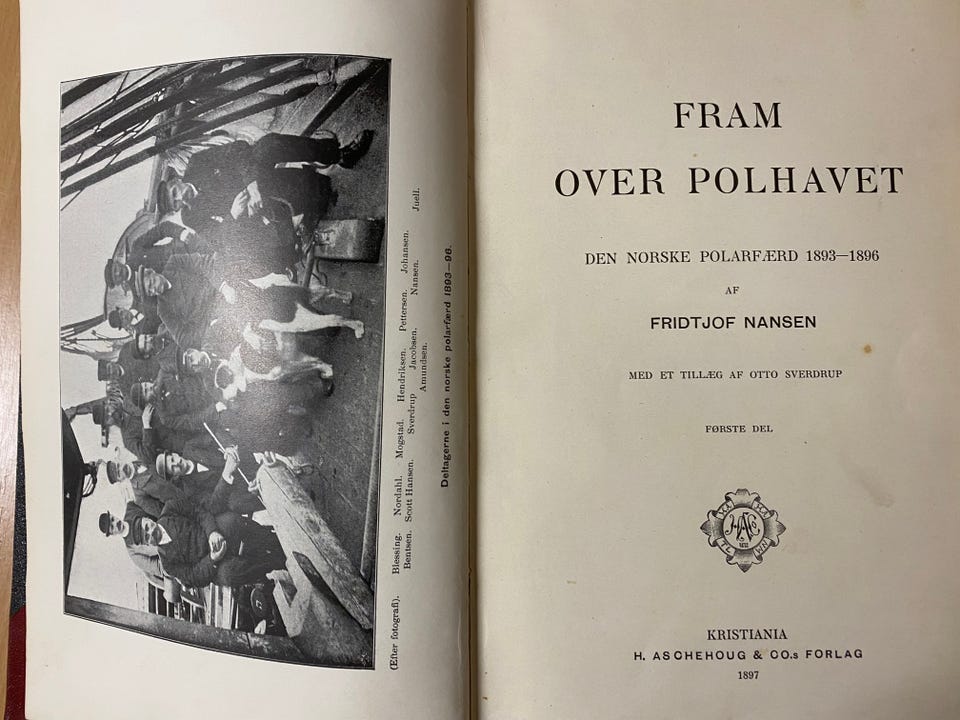 (Efter fotografi). Blessing. Nordahl. Mogstad. Hendriksen. Pettersen. Johansen. Juell.
Bentsen. Scott Hansen. Sverdrup Jacobsen. Nansen.
Amundsen.
Deltagerne i den norske polarfærd 1893—96.
FRAM
OVER POLHAVET
DEN NORSKE POLARFÆRD 1893—1896
AF
FRIDTJOF NANSEN
MED ET TILLÆG AF OTTO SVERDRUP
FØRSTE DEL
KRISTIANIA
H. ASCHEHOUG & CO.s FORLAG
1897